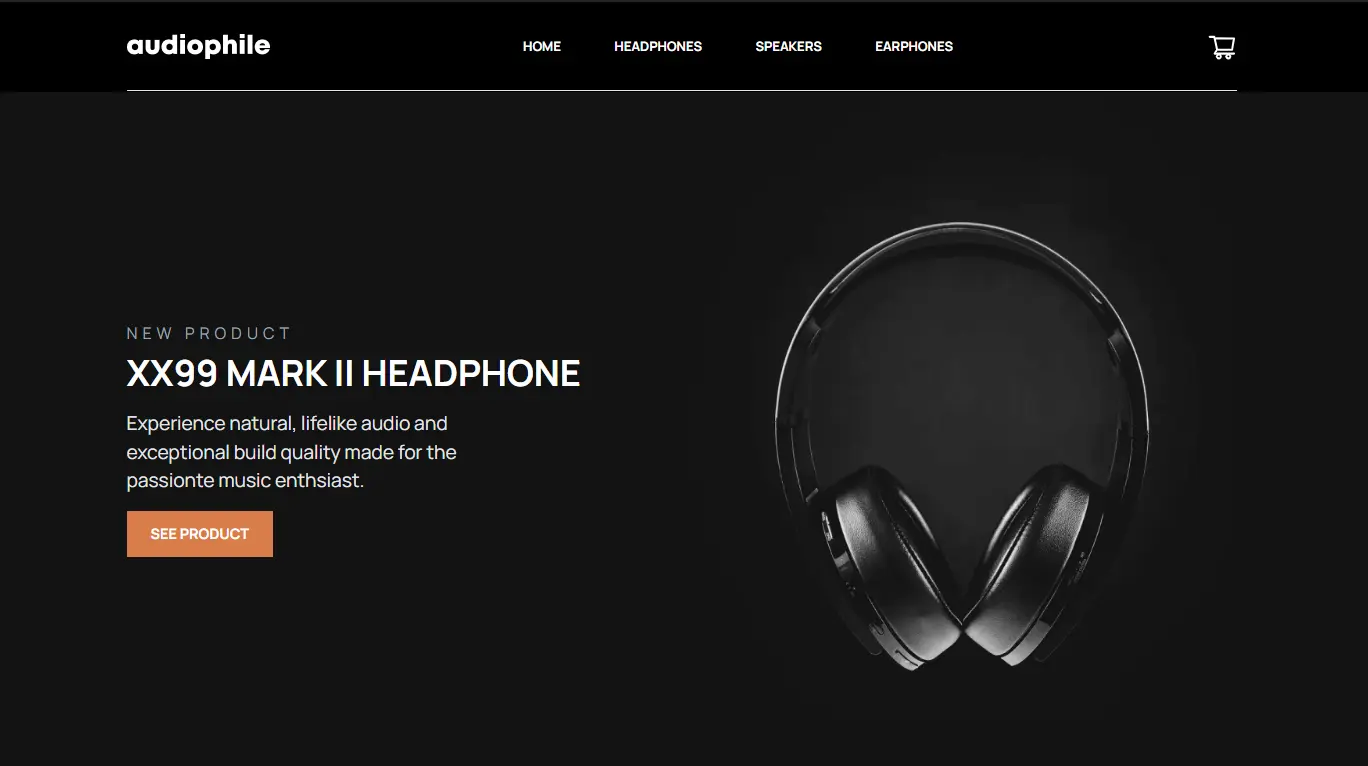 audiophile
HOME HEADPHONES SPEAKERS EARPHONES
NEW PRODUCT
XX99 MARK II HEADPHONE
Experience natural, lifelike audio and
exceptional build quality made for the
passionte music enthsiast.
SEE PRODUCT